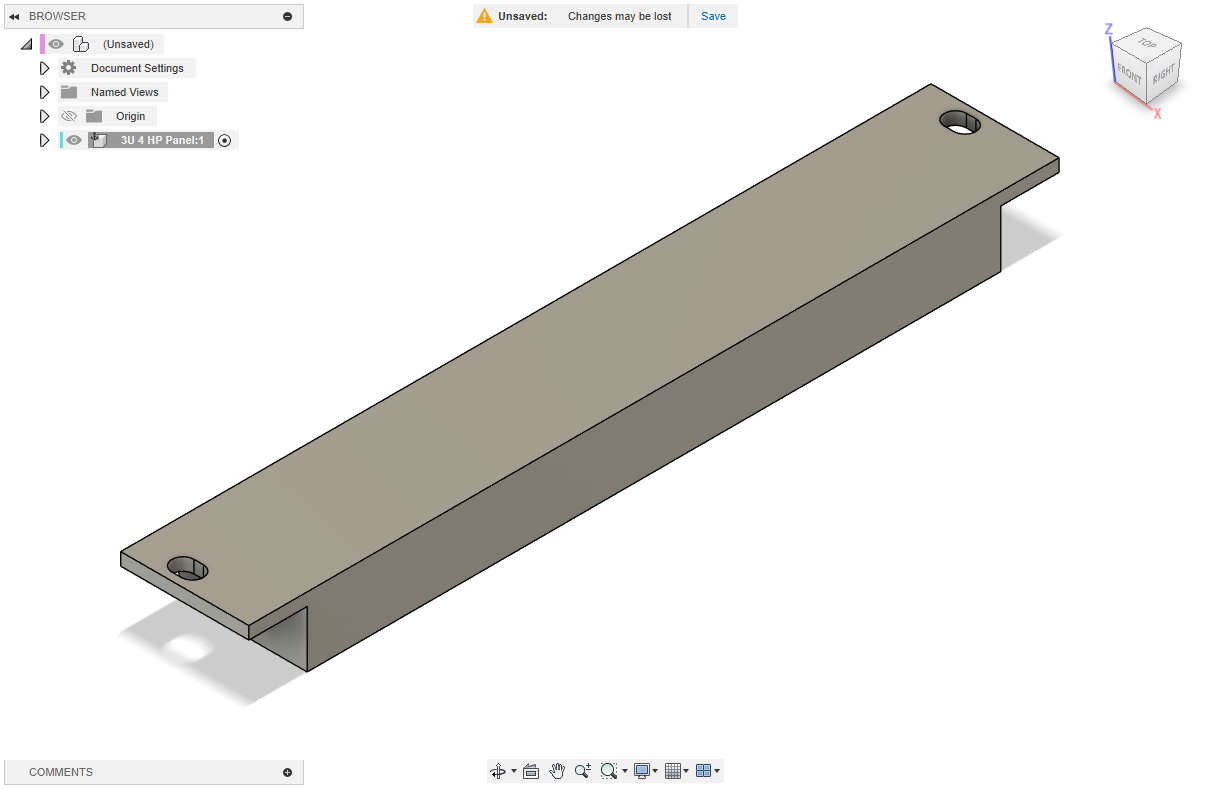 BROWSER
Unsaved: Changes may be lost Save
(Unsaved)
Document Settings
Named Views
Origin
3U 4 HP Panel:1
Z
TOP
FRONT
RIGHT
X
COMMENTS